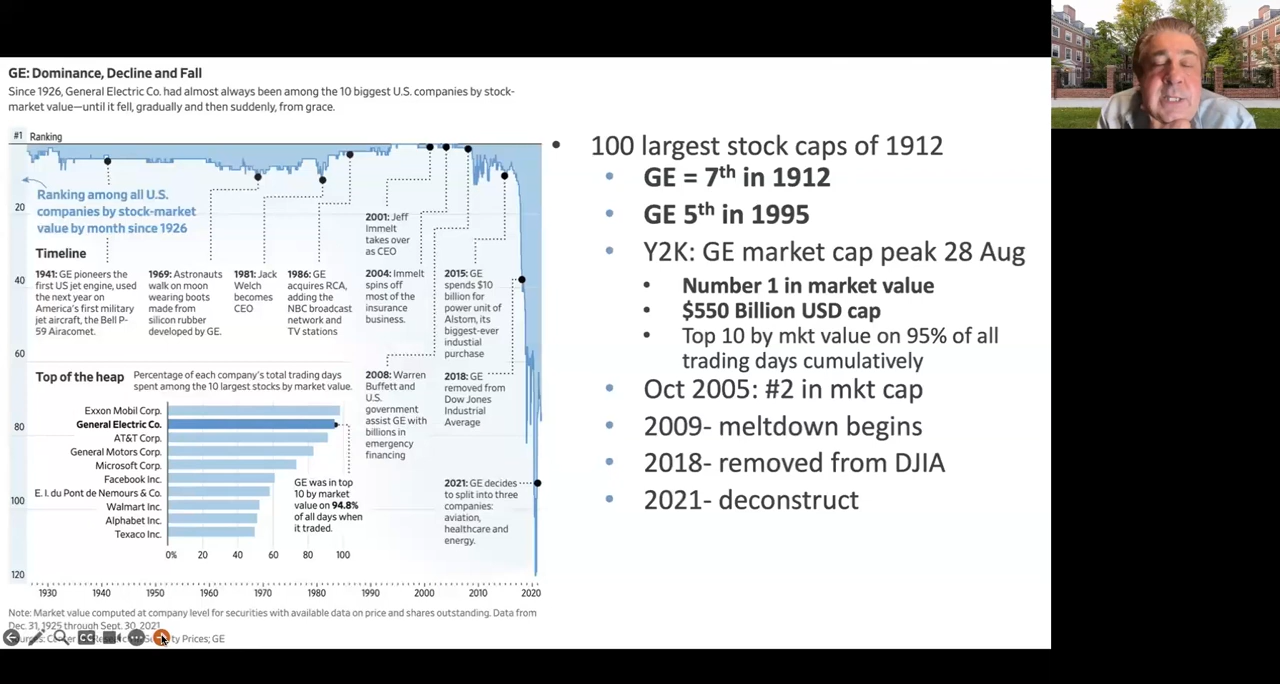 GE: Dominance, Decline and Fall
Since 1926, General Electric Co. had almost always been among the 10 biggest U.S. companies by stock-
market value—until it fell, gradually and then suddenly, from grace.
#1 Ranking
Ranking among all U.S.
companies by stock-market
value by month since 1926
20
40
60
80
100
120
Timeline
1941: GE pioneers the
first US jet engine, used
the next year on
America's first military
jet aircraft, the Bell P-
59 Airacomet.
1969: Astronauts
walk on moon
wearing boots
made from
silicon rubber
developed by GE.
1981: Jack
Welch
becomes
CEO
1986: GE
acquires RCA,
adding the
NBC broadcast
network and
TV stations
2001: Jeff
Immelt
takes over
as CEO
2004: Immelt
spins off
most of the
insurance
business.
2008: Warren
Buffett and
U.S.
government
assist GE with
billions in
emergency
financing
2015: GE
spends $10
billion for
power unit of
Alstom, its
biggest-ever
industial
purchase
2018: GE
removed from
Dow Jones
Industrial
Average
2021: GE decides
to split into three
companies:
aviation,
healthcare and
energy.
Top of the heap Percentage of each company's total trading days
spent among the 10 largest stocks by market value.
Exxon Mobil Corp.
General Electric Co.
AT&T Corp.
General Motors Corp.
Microsoft Corp.
Facebook Inc.
E. I. du Pont de Nemours & Co.
Walmart Inc.
Alphabet Inc.
Texaco Inc.
0% 20 40 60 80 100
GE was in top
10 by market
value on 94.8%
of all days when
it traded.
1930 1940 1950 1960 1970 1980 1990 2000 2010 2020
Note: Market value computed at company level for securities with available data on price and shares outstanding. Data from
Dec. 31, 1925 through Sept. 30, 2021
Prices; GE
• 100 largest stock caps of 1912
• GE = 7th in 1912
• GE 5th in 1995
• Y2K: GE market cap peak 28 Aug
• Number 1 in market value
• $550 Billion USD cap
• Top 10 by mkt value on 95% of all
trading days cumulatively
• Oct 2005: #2 in mkt cap
• 2009- meltdown begins
• 2018- removed from DJIA
• 2021- deconstruct
CC